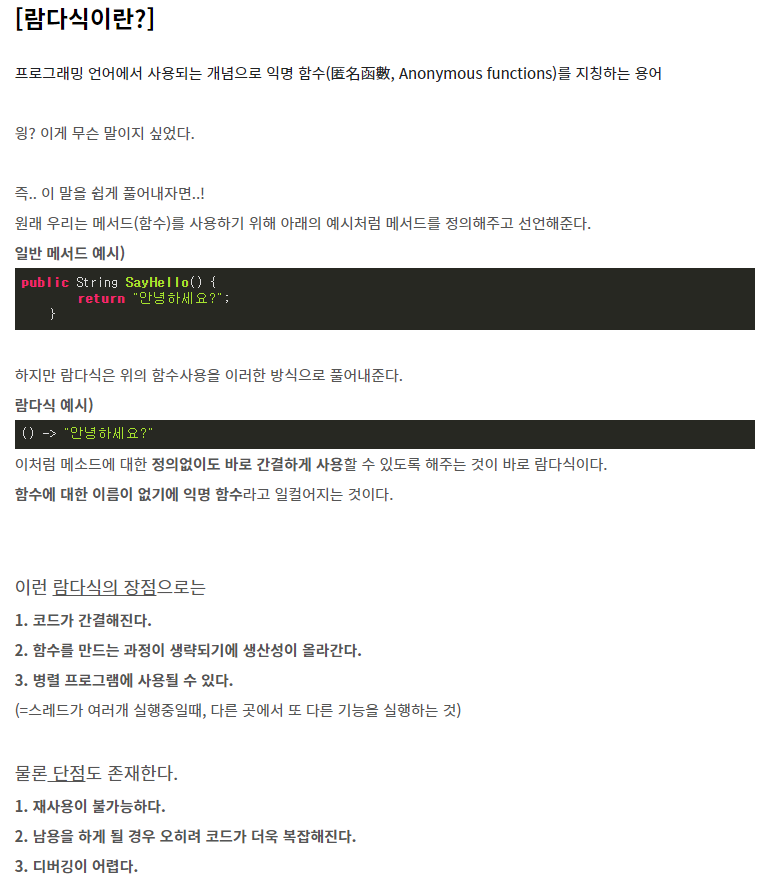 [람다식이란?]
프로그래밍 언어에서 사용되는 개념으로 익명 함수(匿名函數, Anonymous functions)를 지칭하는 용어
읭? 이게 무슨 말이지 싶었다.
즉.. 이 말을 쉽게 풀어내자면..!
원래 우리는 메서드(함수)를 사용하기 위해 아래의 예시처럼 메서드를 정의해주고 선언해준다.
일반 메서드 예시)
public String SayHello() {
return "안녕하세요?";
}
하지만 람다식은 위의 함수사용을 이러한 방식으로 풀어내준다.
람다식 예시)
() -> "안녕하세요?"
이처럼 메소드에 대한 정의없이도 바로 간결하게 사용할 수 있도록 해주는 것이 바로 람다식이다.
함수에 대한 이름이 없기에 익명 함수라고 일컬어지는 것이다.
이런 람다식의 장점으로는
1. 코드가 간결해진다.
2. 함수를 만드는 과정이 생략되기에 생산성이 올라간다.
3. 병렬 프로그램에 사용될 수 있다.
(=스레드가 여러개 실행중일때, 다른 곳에서 또 다른 기능을 실행하는 것)
물론 단점도 존재한다.
1. 재사용이 불가능하다.
2. 남용을 하게 될 경우 오히려 코드가 더욱 복잡해진다.
3. 디버깅이 어렵다.